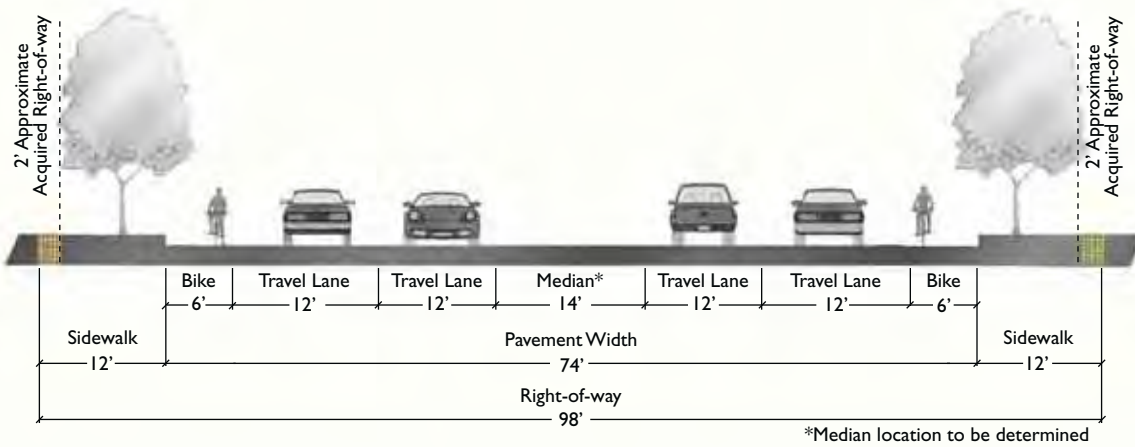 2' Approximate
Acquired Right-of-way
2' Approximate
Acquired Right-of-way
Bike
6'
Travel Lane
12'
Travel Lane
12'
Median*
14'
Travel Lane
12'
Travel Lane
12'
Bike
6'
Sidewalk
12'
Pavement Width
74'
Sidewalk
12'
Right-of-way
98'
*Median location to be determined